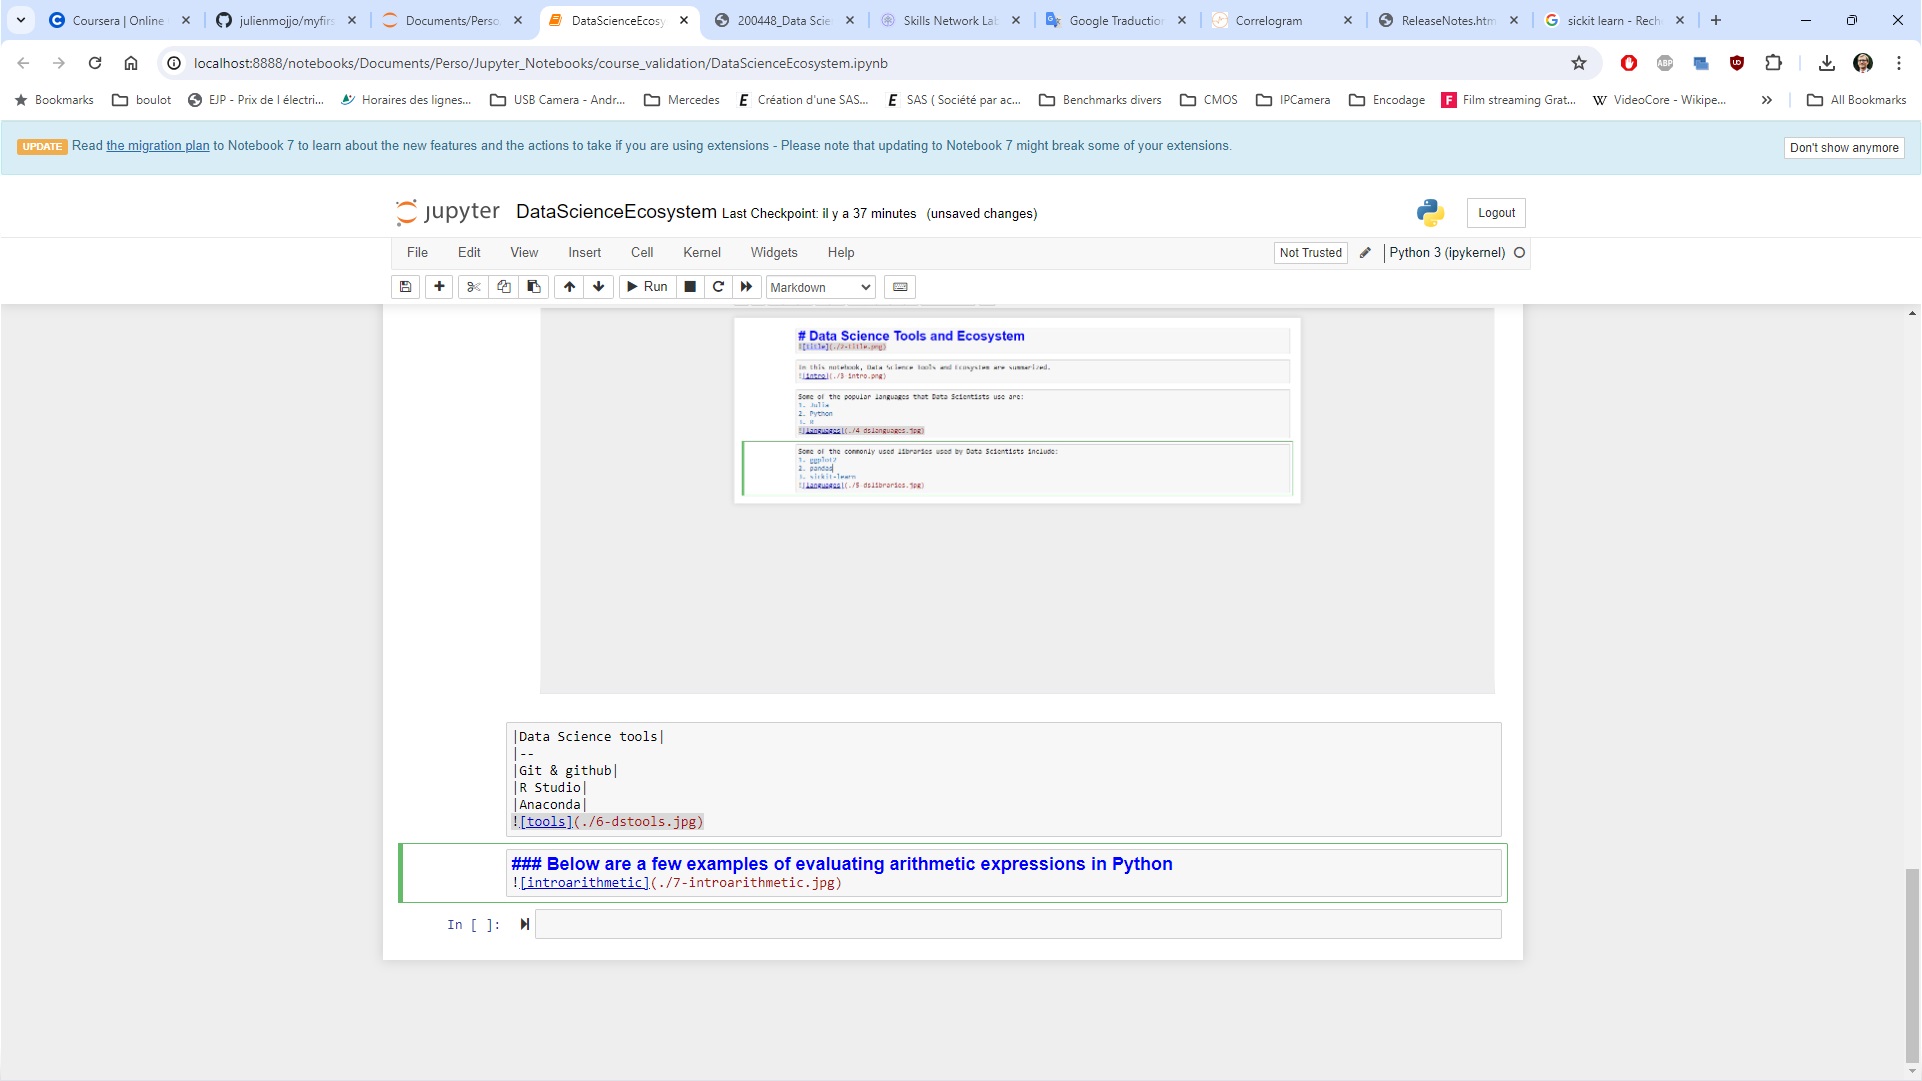 Coursera | Online
julienmojjo/myfirs
Documents/Perso
DataScienceEcosy
200448_Data Scie
Skills Network Lab
Google Traduction
Correlogram
ReleaseNotes.htm
sickit learn - Rech
localhost:8888/notebooks/Documents/Perso/Jupyter_Notebooks/course_validation/DataScienceEcosystem.ipynb
ABP
Bookmarks boulot EJP - Prix de l électri... Horaires des lignes... USB Camera - Andr... Mercedes Création d'une SAS... SAS ( Société par ac... Benchmarks divers CMOS IPCamera Encodage Film streaming Grat... VideoCore - Wikipe... » All Bookmarks
UPDATE Read the migration plan to Notebook 7 to learn about the new features and the actions to take if you are using extensions - Please note that updating to Notebook 7 might break some of your extensions.
Don't show anymore
jupyter DataScienceEcosystem Last Checkpoint: il y a 37 minutes (unsaved changes)
Logout
File Edit View Insert Cell Kernel Widgets Help
Not Trusted Python 3 (ipykernel)
Run Markdown
# Data Science Tools and Ecosystem
![title](./2-title.png)
In this notebook, Data Science Tools and Ecosystem are summarized.
![intro](./3-intro.png)
Some of the popular languages that Data Scientists use are:
1. Julia
2. Python
3. R
![languages](./4-dslanguages.jpg)
Some of the commonly used libraries used by Data Scientists include:
1. ggplot2
2. pandas
3. sickit-learn
![languages](./5-dslibraries.jpg)
|Data Science tools|
|--
|Git & github|
|R Studio|
|Anaconda|
![tools](./6-dstools.jpg)
### Below are a few examples of evaluating arithmetic expressions in Python
![introarithmetic](./7-introarithmetic.jpg)
In [ ]: